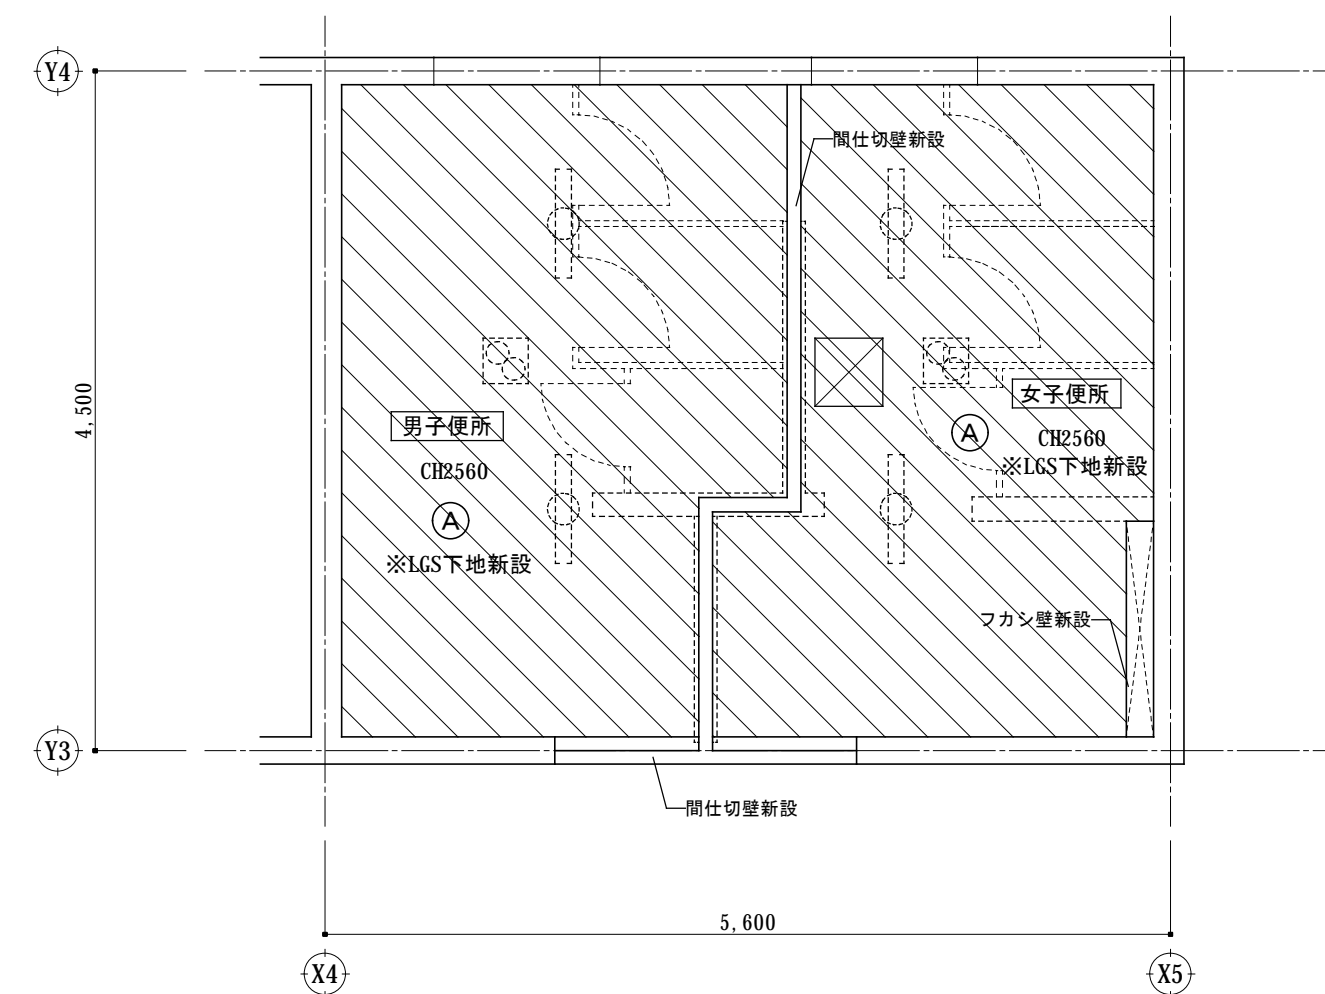 Y4
間仕切壁新設
4,500
男子便所
CH2560
A
※LGS下地新設
女子便所
A
CH2560
※LGS下地新設
フカシ壁新設
Y3
間仕切壁新設
5,600
X4
X5